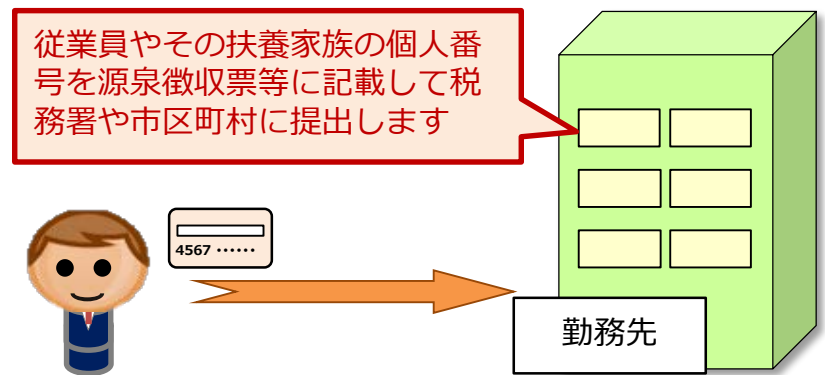 従業員やその扶養家族の個人番
号を源泉徴収票等に記載して税
務署や市区町村に提出します
4567 ……
勤務先